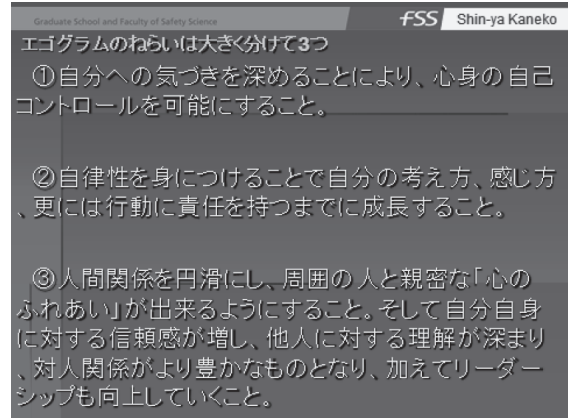 Graduate School and Faculty of Safety Science
FSS Shin-ya Kaneko
エゴグラムのねらいは大きく分けて3つ
①自分への気づきを深めることにより、心身の自己
コントロールを可能にすること。
②自律性を身につけることで自分の考え方、感じ方
、更には行動に責任を持つまでに成長すること。
③人間関係を円滑にし、周囲の人と親密な「心の
ふれあい」が出来るようにすること。そして自分自身
に対する信頼感が増し、他人に対する理解が深まり
、対人関係がより豊かなものとなり、加えてリーダー
シップも向上していくこと。